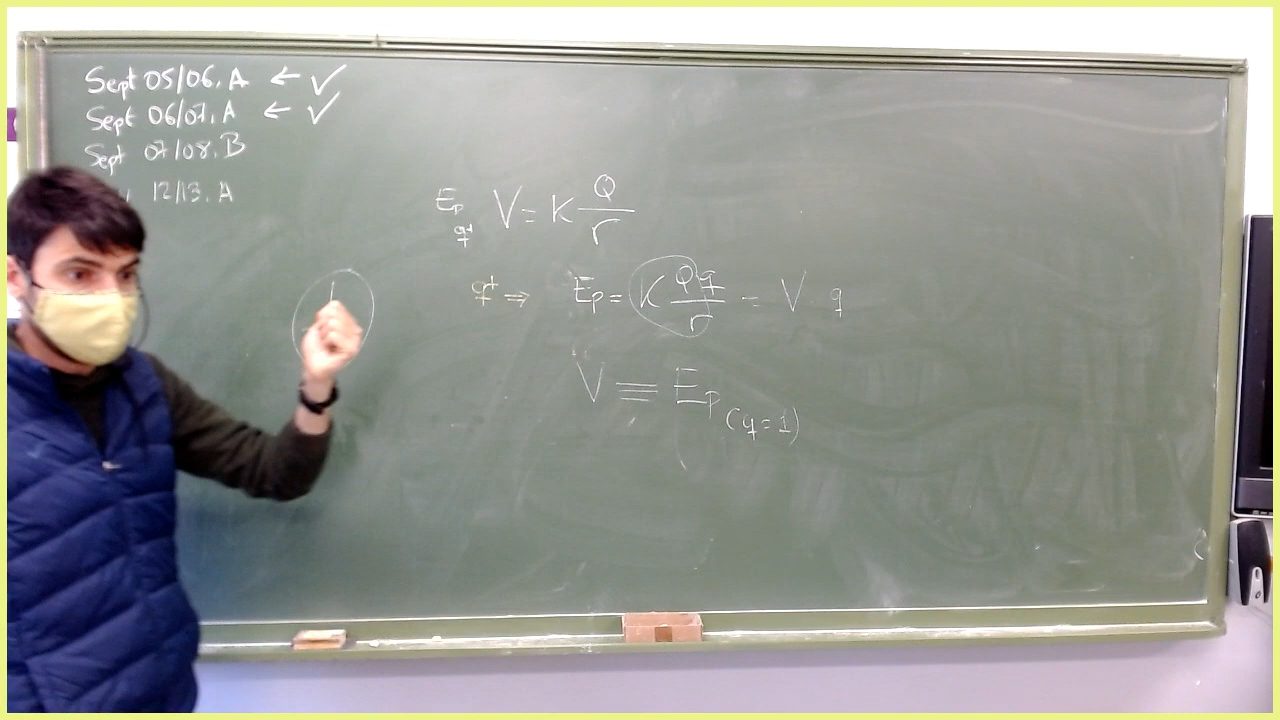 Sept 05/06. A ← ✓
Sept 06/07. A ← ✓
Sept 07/08. B
12/13. A
Ep q+ V = K Q/r
q+ ⇒ Ep = K Qq/r = V · q
V ≡ Ep (q=1)